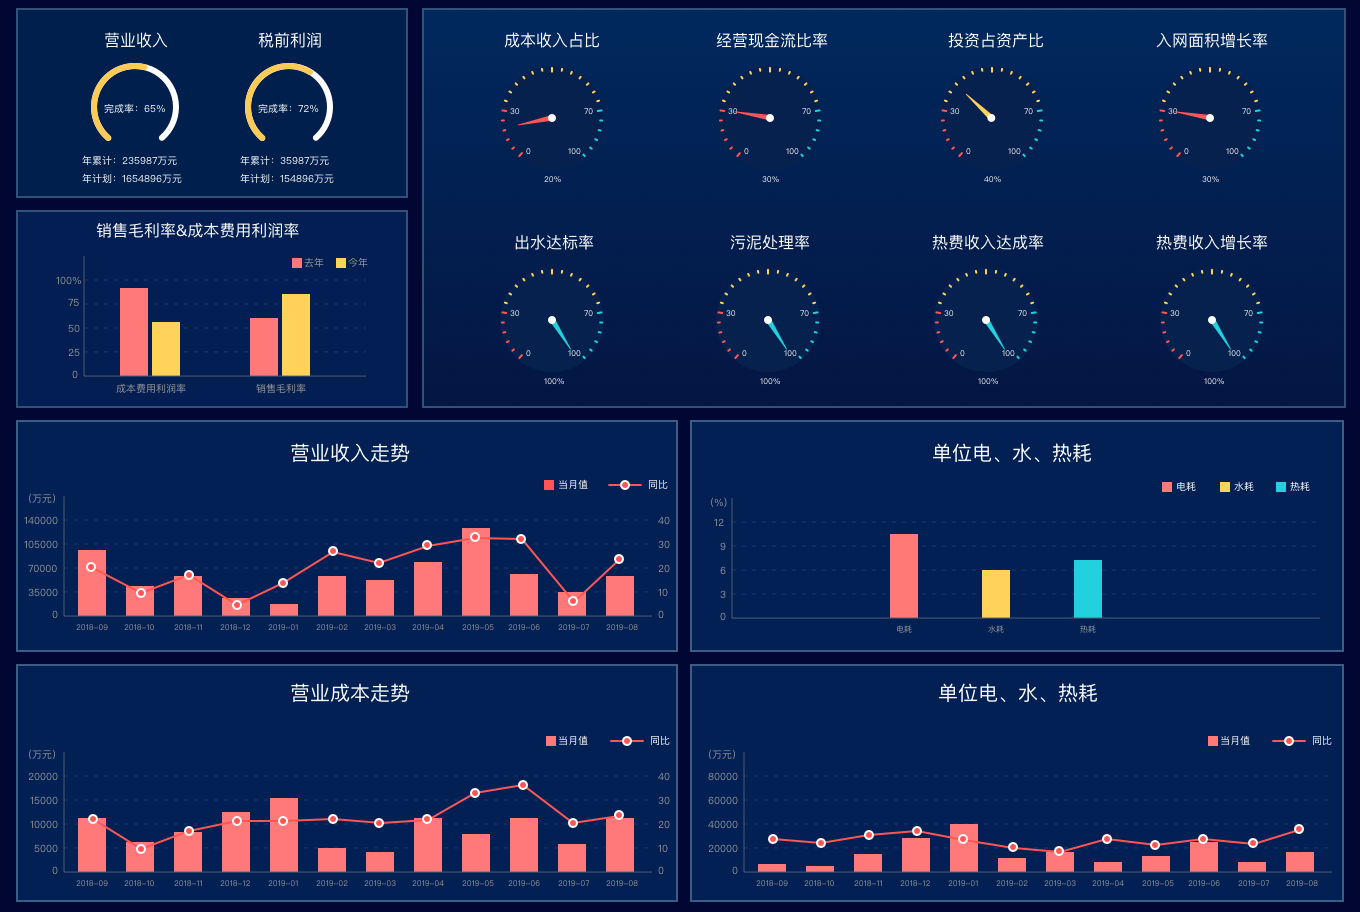 营业收入
税前利润
完成率：65%
完成率：72%
年累计：235987万元
年累计：35987万元
年计划：1654896万元
年计划：154896万元
成本收入占比
经营现金流比率
投资占资产比
入网面积增长率
30 70
30 70
30 70
30 70
0 100
0 100
0 100
0 100
20%
30%
40%
30%
出水达标率
污泥处理率
热费收入达成率
热费收入增长率
30 70
30 70
30 70
30 70
0 100
0 100
0 100
0 100
100%
100%
100%
100%
销售毛利率&成本费用利润率
去年 今年
100%
75
50
25
0
成本费用利润率 销售毛利率
营业收入走势
当月值 同比
(万元)
140000 40
105000 30
70000 20
35000 10
0 0
2018-09 2018-10 2018-11 2018-12 2019-01 2019-02 2019-03 2019-04 2019-05 2019-06 2019-07 2019-08
单位电、水、热耗
电耗 水耗 热耗
(%)
12
9
6
3
0
电耗 水耗 热耗
营业成本走势
当月值 同比
(万元)
20000 40
15000 30
10000 20
5000 10
0 0
2018-09 2018-10 2018-11 2018-12 2019-01 2019-02 2019-03 2019-04 2019-05 2019-06 2019-07 2019-08
单位电、水、热耗
当月值 同比
(万元)
80000
60000
40000
20000
0
2018-09 2018-10 2018-11 2018-12 2019-01 2019-02 2019-03 2019-04 2019-05 2019-06 2019-07 2019-08